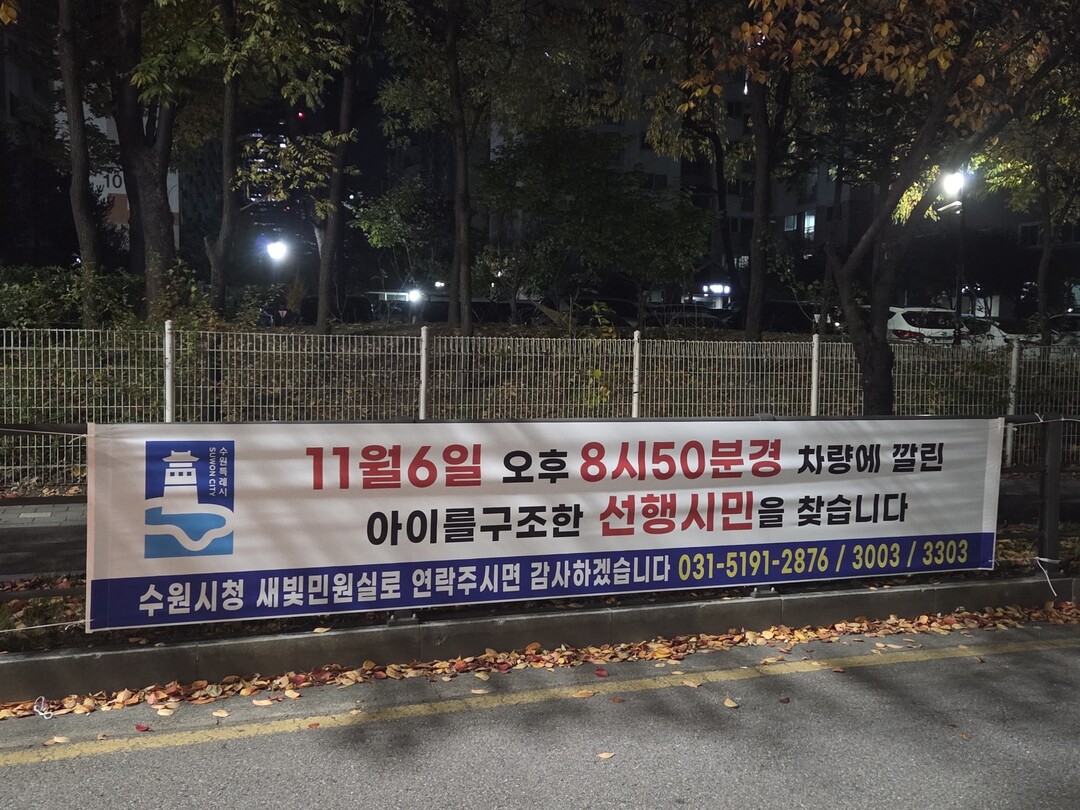 수원특례시
SUWON CITY
11월6일 오후 8시50분경 차량에 깔린
아이를구조한 선행시민을 찾습니다
수원시청 새빛민원실로 연락주시면 감사하겠습니다 031-5191-2876 / 3003 / 3303